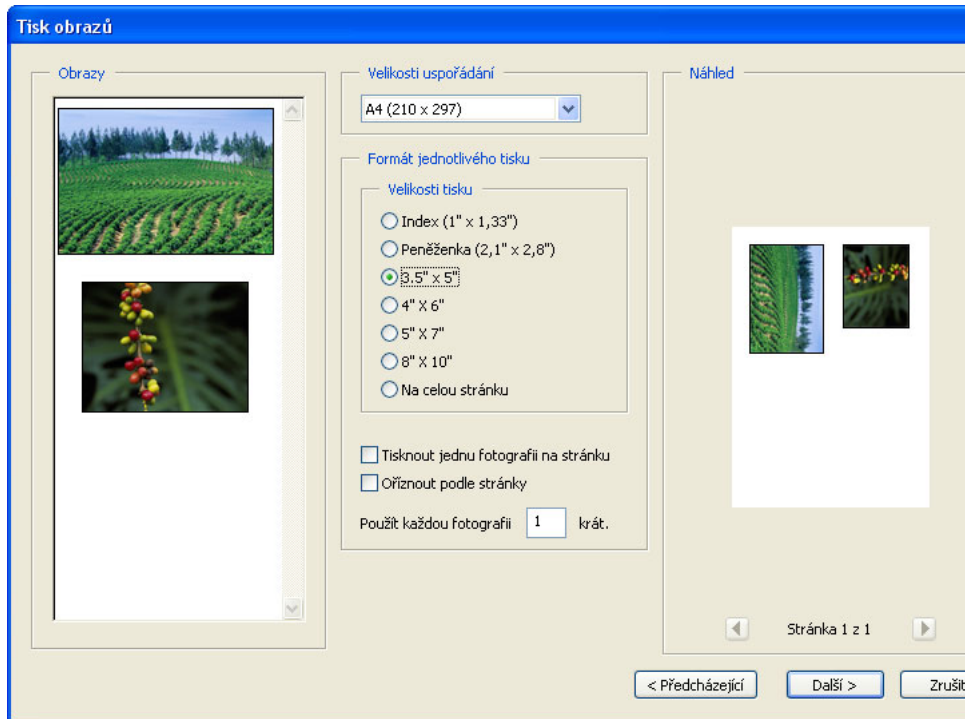 Tisk obrazů
Obrazy
Velikosti uspořádání
A4 (210 x 297)
Formát jednotlivého tisku
Velikosti tisku
Index (1" x 1,33")
Peněženka (2,1" x 2,8")
3.5" x 5"
4" X 6"
5" X 7"
8" X 10"
Na celou stránku
Tisknout jednu fotografii na stránku
Oříznout podle stránky
Použít každou fotografii 1 krát.
Náhled
Stránka 1 z 1
< Předcházející
Další >
Zrušit